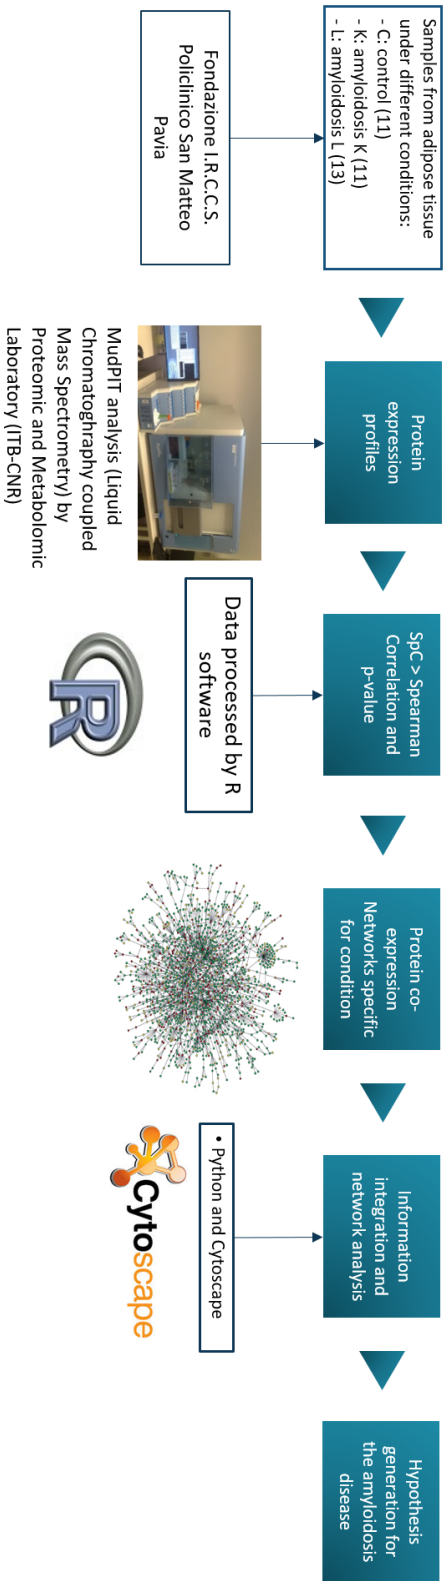 Samples from adipose tissue
under different conditions:
- C: control (11)
- K: amyloidosis K (11)
- L: amyloidosis L (13)
Fondazione I.R.C.C.S.
Policlinico San Matteo
Pavia
Protein
expression
profiles
MudPIT analysis (Liquid
Chromatoghraphy coupled
Mass Spectrometry) by
Proteomic and Metabolomic
Laboratory (ITB-CNR)
SpC > Spearman
Correlation and
p-value
Data processed by R
software
R
Protein co-
expression
Networks specific
for condition
Information
integration and
network analysis
• Python and Cytoscape
Cytoscape
Hypothesis
generation for
the amyloidosis
disease